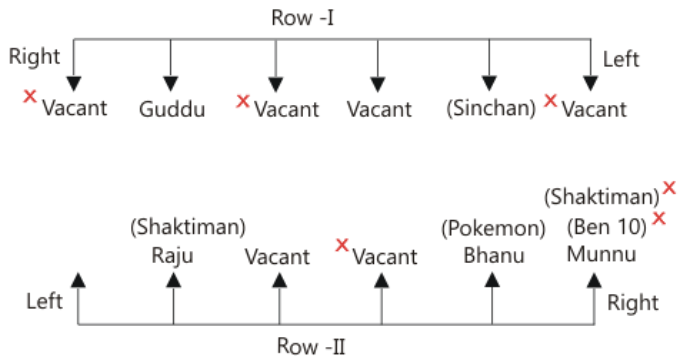 Row -I
Right
Left
× Vacant Guddu × Vacant Vacant (Sinchan) × Vacant
(Shaktiman) ×
(Shaktiman) (Pokemon) (Ben 10) ×
Raju Vacant × Vacant Bhanu Munnu
Left
Right
Row -II